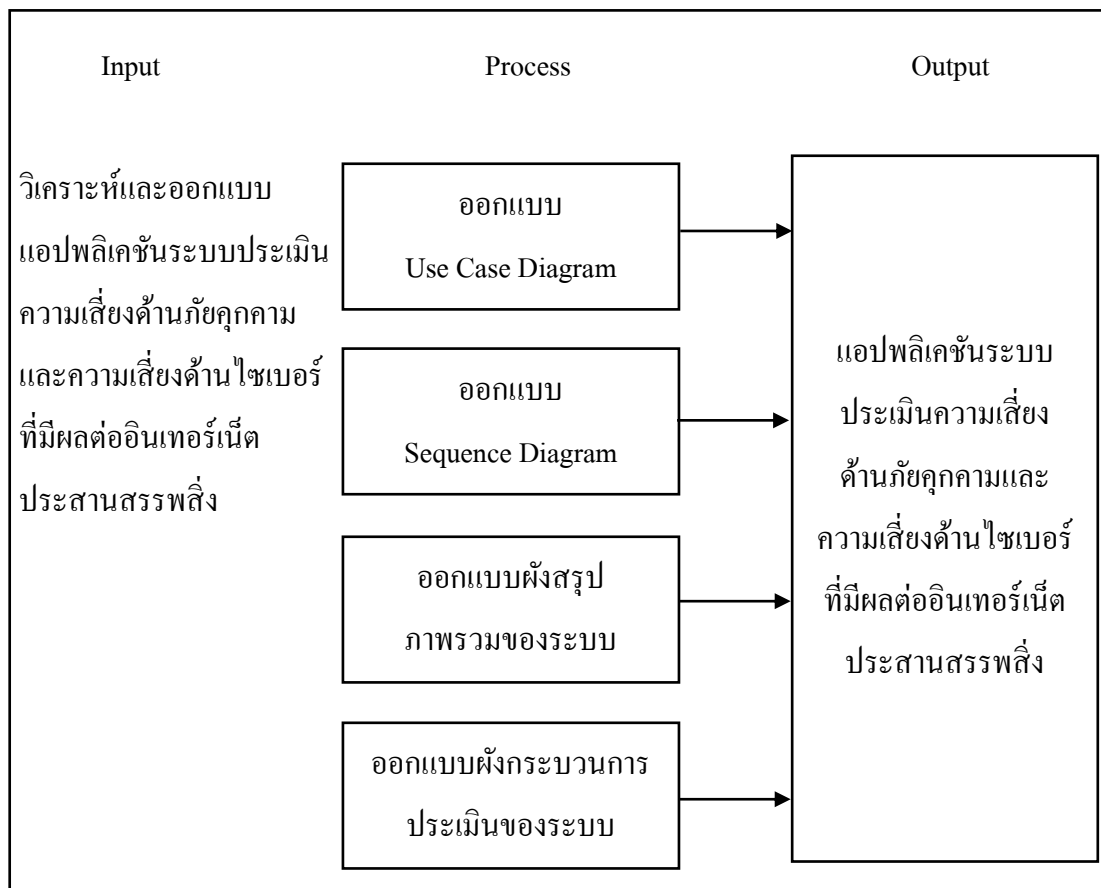 Input
Process
Output
วิเคราะห์และออกแบบ
แอปพลิเคชันระบบประเมิน
ความเสี่ยงด้านภัยคุกคาม
และความเสี่ยงด้านไซเบอร์
ที่มีผลต่ออินเทอร์เน็ต
ประสานสรรพสิ่ง
ออกแบบ
Use Case Diagram
ออกแบบ
Sequence Diagram
ออกแบบผังสรุป
ภาพรวมของระบบ
ออกแบบผังกระบวนการ
ประเมินของระบบ
แอปพลิเคชันระบบ
ประเมินความเสี่ยง
ด้านภัยคุกคามและ
ความเสี่ยงด้านไซเบอร์
ที่มีผลต่ออินเทอร์เน็ต
ประสานสรรพสิ่ง